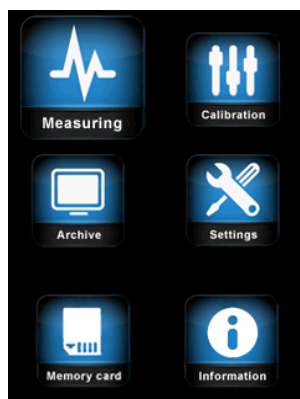 Measuring
Calibration
Archive
Settings
Memory card
Information